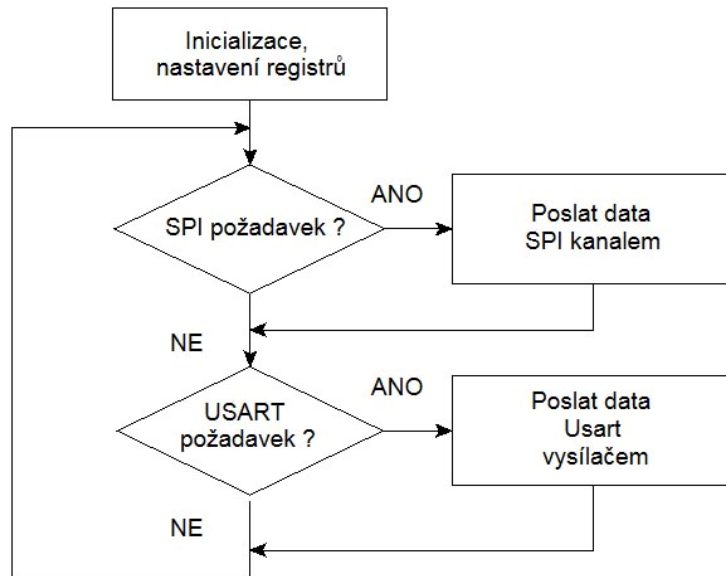 Inicializace,
nastavení registrů
SPI požadavek ?
ANO
Poslat data
SPI kanalem
NE
USART
požadavek ?
ANO
Poslat data
Usart
vysílačem
NE